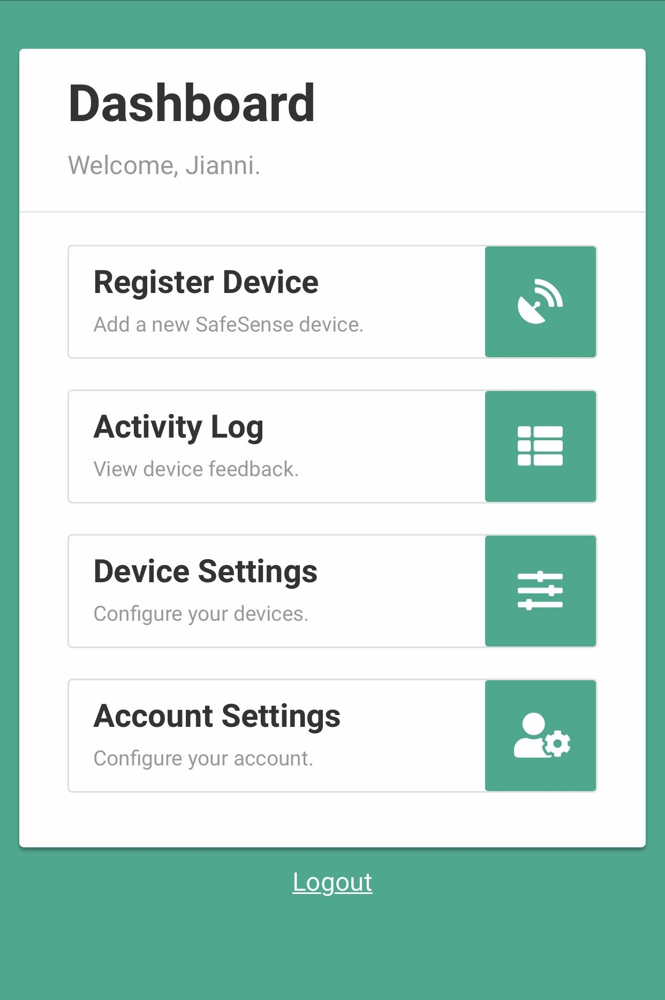 Dashboard
Welcome, Jianni.
Register Device
Add a new SafeSense device.
Activity Log
View device feedback.
Device Settings
Configure your devices.
Account Settings
Configure your account.
Logout